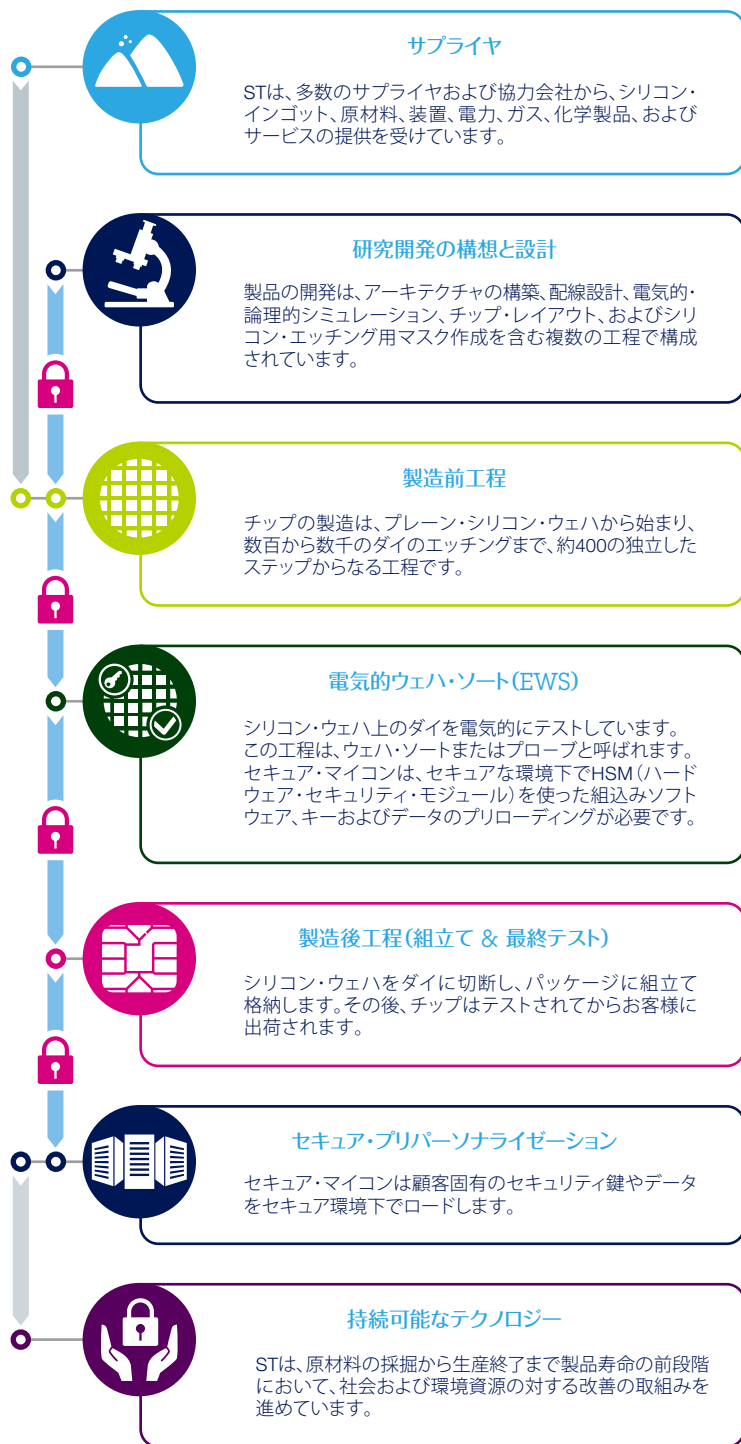 サプライヤ
STは、多数のサプライヤおよび協力会社から、シリコン・
インゴット、原材料、装置、電力、ガス、化学製品、および
サービスの提供を受けています。
研究開発の構想と設計
製品の開発は、アーキテクチャの構築、配線設計、電気的・
論理的シミュレーション、チップ・レイアウト、およびシリ
コン・エッチング用マスク作成を含む複数の工程で構成
されています。
製造前工程
チップの製造は、プレーン・シリコン・ウェハから始まり、
数百から数千のダイのエッチングまで、約400の独立した
ステップからなる工程です。
電気的ウェハ・ソート(EWS)
シリコン・ウェハ上のダイを電気的にテストしています。
この工程は、ウェハ・ソートまたはプローブと呼ばれます。
セキュア・マイコンは、セキュアな環境下でHSM(ハード
ウェア・セキュリティ・モジュール)を使った組込みソフト
ウェア、キーおよびデータのプリローディングが必要です。
製造後工程(組立て & 最終テスト)
シリコン・ウェハをダイに切断し、パッケージに組立て
格納します。その後、チップはテストされてからお客様に
出荷されます。
セキュア・プリパーソナライゼーション
セキュア・マイコンは顧客固有のセキュリティ鍵やデータ
をセキュア環境下でロードします。
持続可能なテクノロジー
STは、原材料の採掘から生産終了まで製品寿命の前段階
において、社会および環境資源の対する改善の取組みを
進めています。